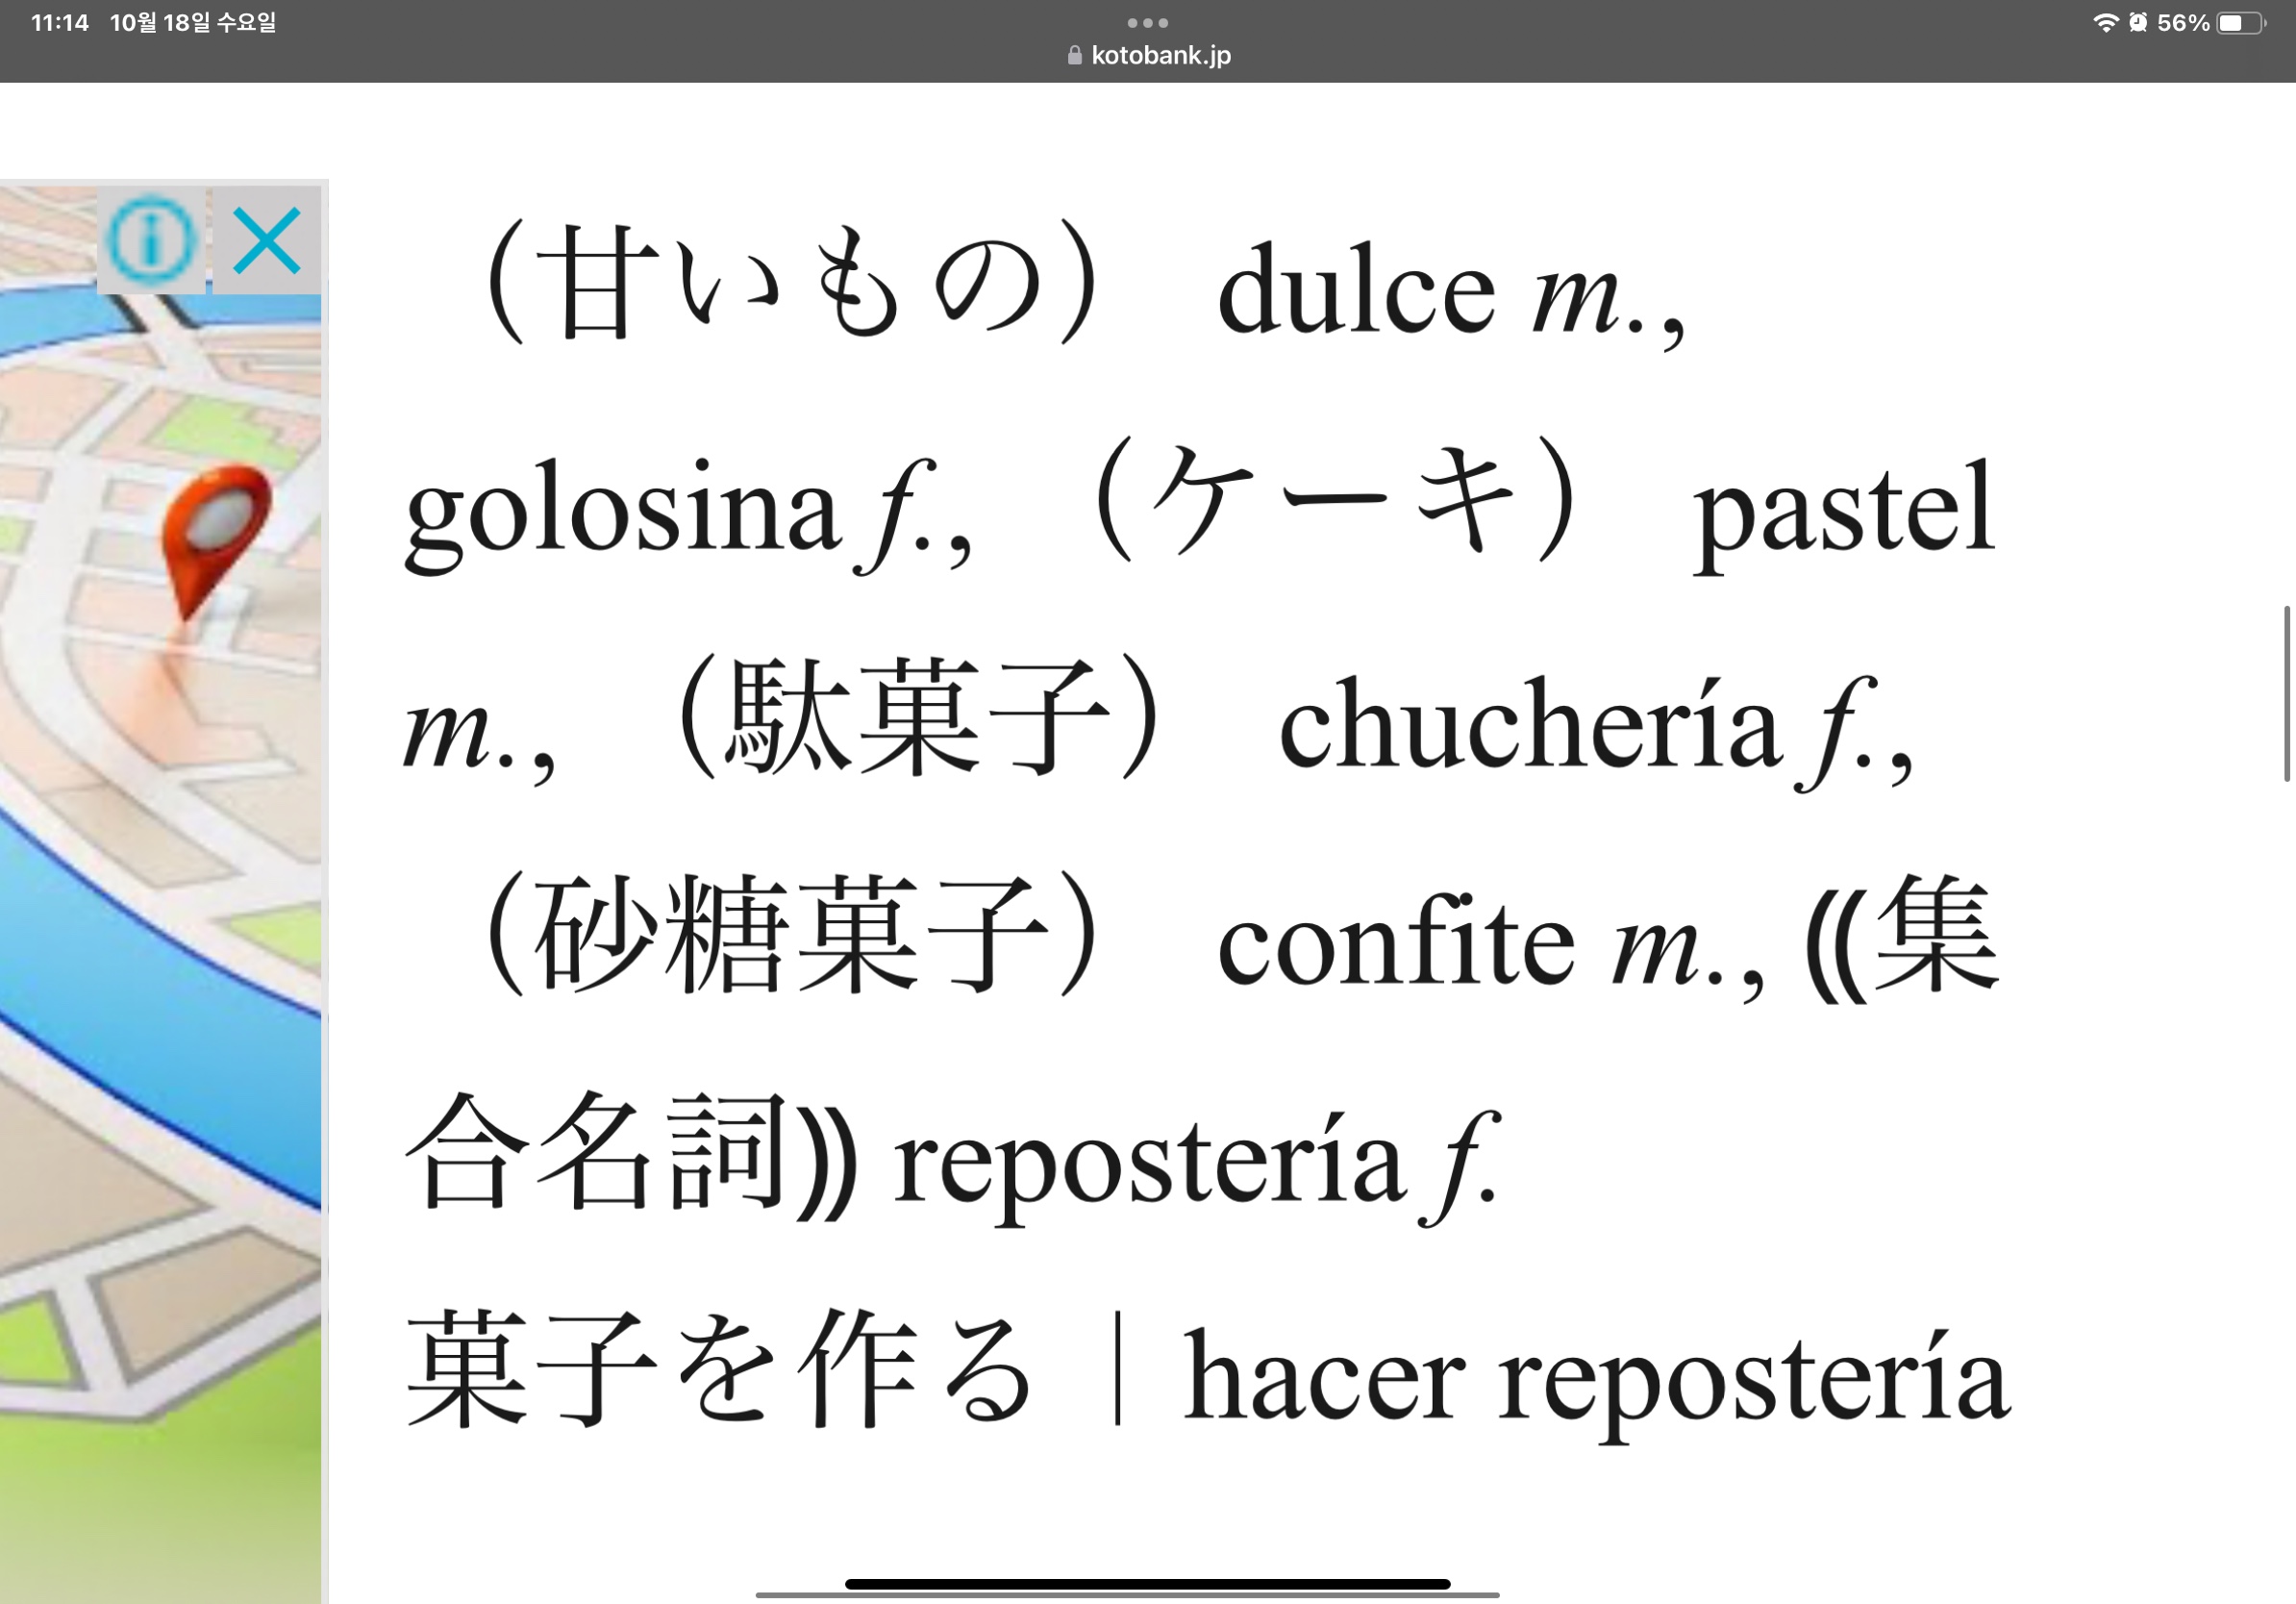 11:14 10월 18일 수요일
56%
kotobank.jp
（甘いもの） dulce m.,
golosina f., （ケーキ） pastel
m., （駄菓子） chuchería f.,
（砂糖菓子） confite m., ((集
合名詞)) repostería f.
菓子を作る｜hacer repostería